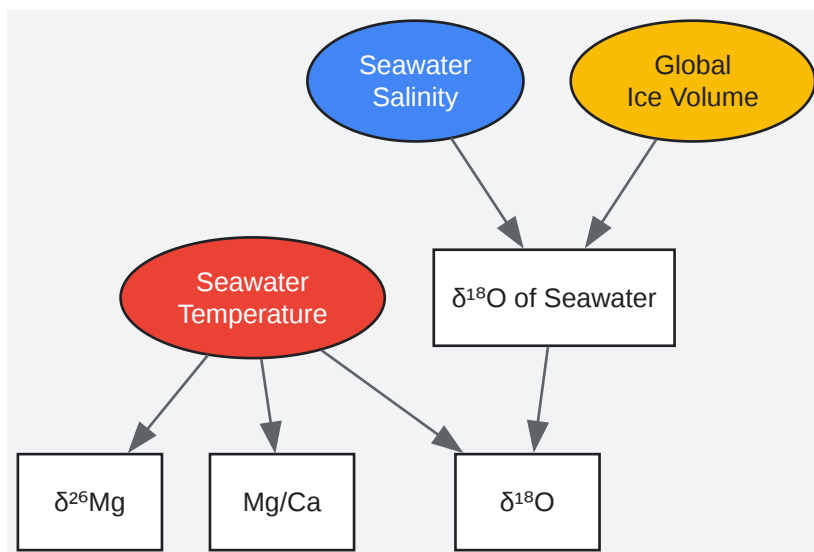 Seawater
Salinity
Global
Ice Volume
Seawater
Temperature
δ¹⁸O of Seawater
δ²⁶Mg
Mg/Ca
δ¹⁸O